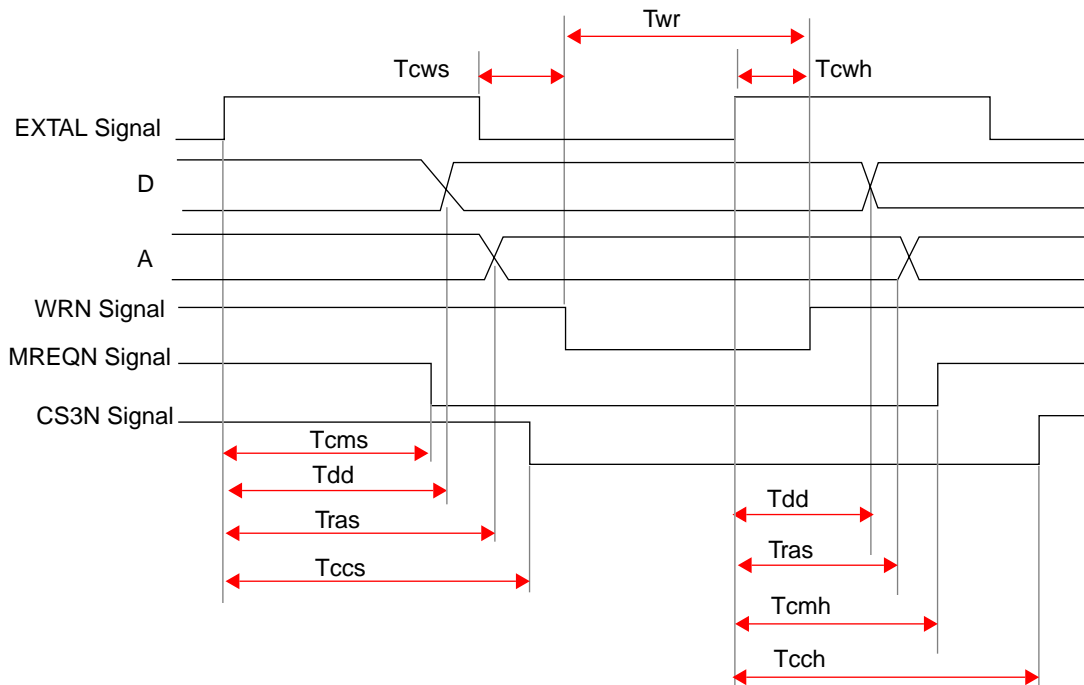 Twr
Tcws
Tcwh
EXTAL Signal
D
A
WRN Signal
MREQN Signal
CS3N Signal
Tcms
Tdd
Tdd
Tras
Tras
Tccs
Tcmh
Tcch